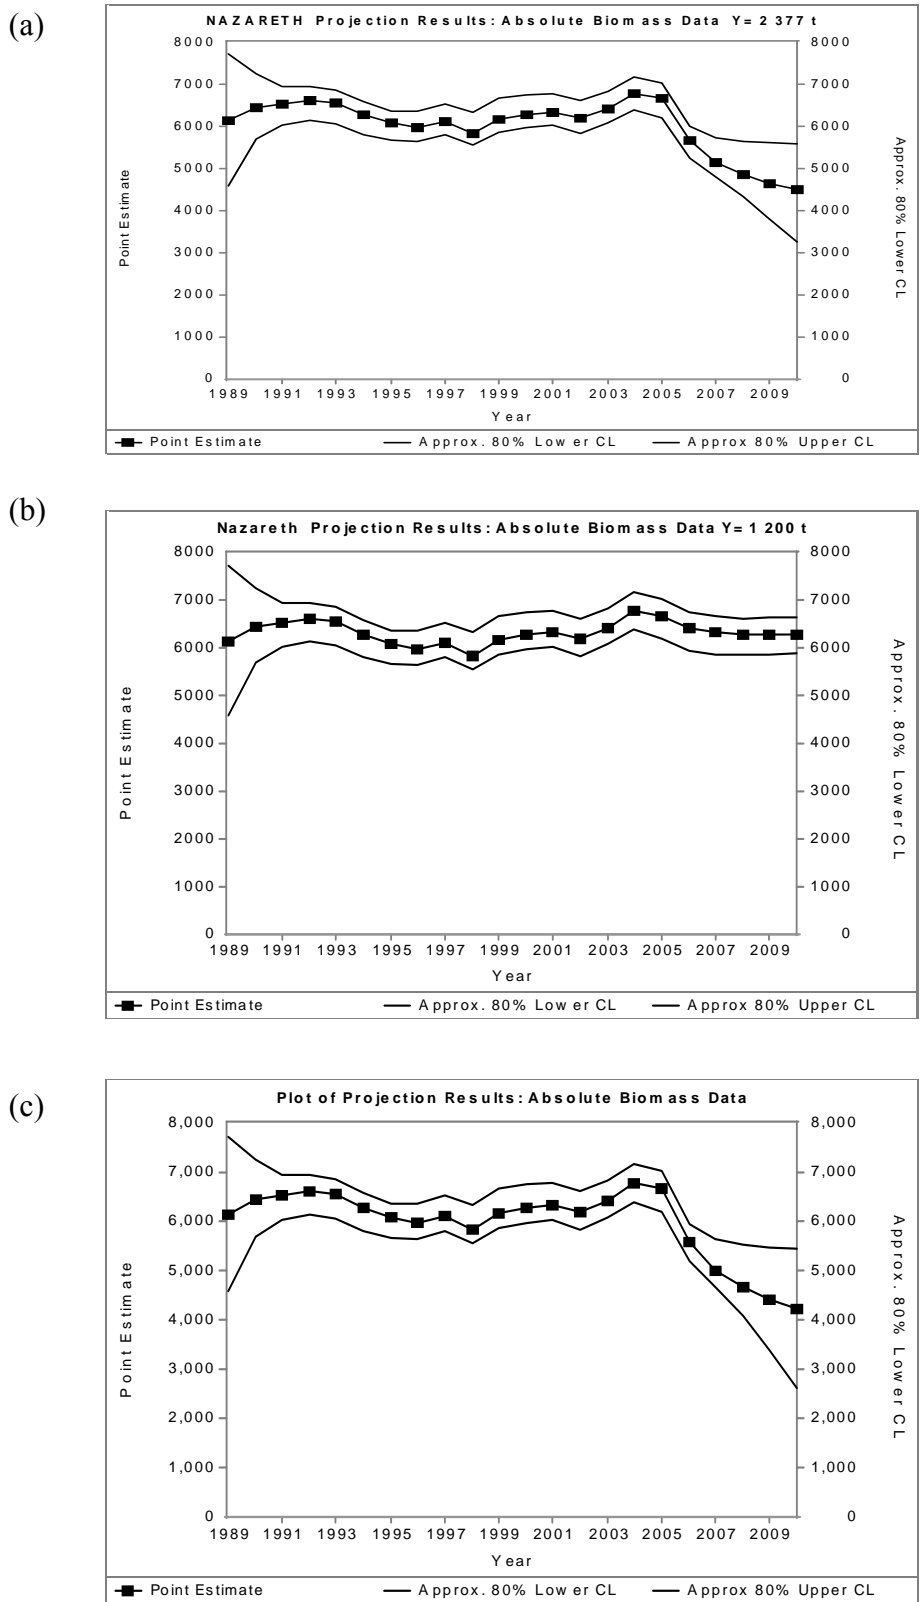 (a)
NAZARETH Projection Results: Absolute Biomass Data Y= 2 377 t
8000 8000
7000 7000
6000 6000
5000 5000
4000 4000
3000 3000
2000 2000
1000 1000
0 0
Point Estimate
Approx. 80% Lower CL
1989 1991 1993 1995 1997 1999 2001 2003 2005 2007 2009
Year
Point Estimate Approx. 80% Lower CL Approx 80% Upper CL
(b)
Nazareth Projection Results: Absolute Biomass Data Y= 1 200 t
8000 8000
7000 7000
6000 6000
5000 5000
4000 4000
3000 3000
2000 2000
1000 1000
0 0
Point Estimate
Approx. 80% Lower CL
1989 1991 1993 1995 1997 1999 2001 2003 2005 2007 2009
Year
Point Estimate Approx. 80% Lower CL Approx 80% Upper CL
(c)
Plot of Projection Results: Absolute Biomass Data
8,000 8,000
7,000 7,000
6,000 6,000
5,000 5,000
4,000 4,000
3,000 3,000
2,000 2,000
1,000 1,000
0 0
Point Estimate
Approx. 80% Lower CL
1989 1991 1993 1995 1997 1999 2001 2003 2005 2007 2009
Year
Point Estimate Approx. 80% Lower CL Approx 80% Upper CL